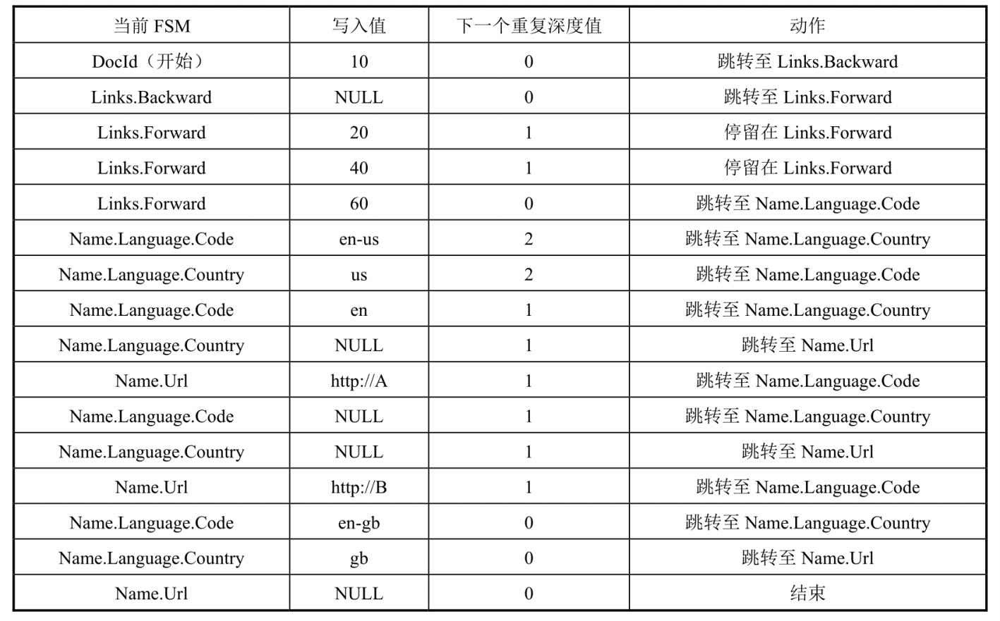 当前 FSM 写入值 下一个重复深度值 动作
DocId（开始） 10 0 跳转至 Links.Backward
Links.Backward NULL 0 跳转至 Links.Forward
Links.Forward 20 1 停留在 Links.Forward
Links.Forward 40 1 停留在 Links.Forward
Links.Forward 60 0 跳转至 Name.Language.Code
Name.Language.Code en-us 2 跳转至 Name.Language.Country
Name.Language.Country us 2 跳转至 Name.Language.Code
Name.Language.Code en 1 跳转至 Name.Language.Country
Name.Language.Country NULL 1 跳转至 Name.Url
Name.Url http://A 1 跳转至 Name.Language.Code
Name.Language.Code NULL 1 跳转至 Name.Language.Country
Name.Language.Country NULL 1 跳转至 Name.Url
Name.Url http://B 1 跳转至 Name.Language.Code
Name.Language.Code en-gb 0 跳转至 Name.Language.Country
Name.Language.Country gb 0 跳转至 Name.Url
Name.Url NULL 0 结束